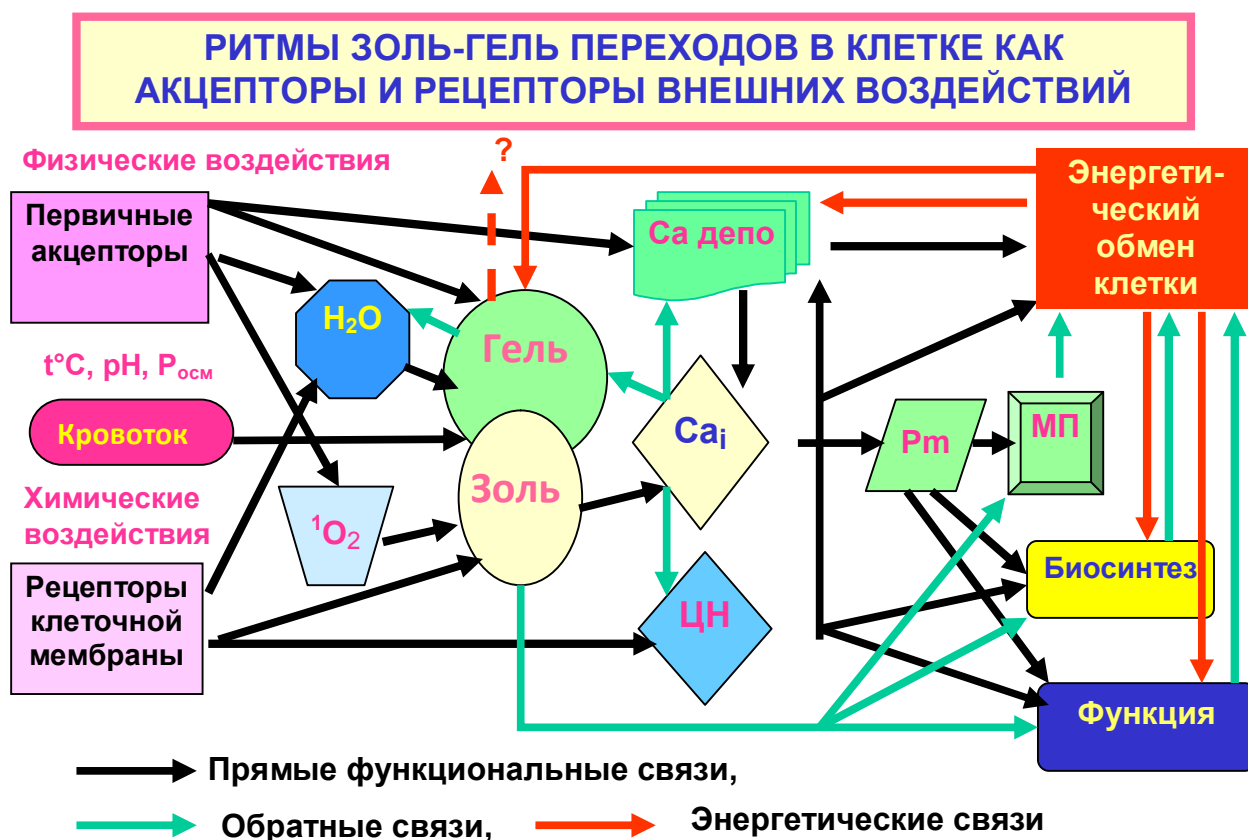 РИТМЫ ЗОЛЬ-ГЕЛЬ ПЕРЕХОДОВ В КЛЕТКЕ КАК
АКЦЕПТОРЫ И РЕЦЕПТОРЫ ВНЕШНИХ ВОЗДЕЙСТВИЙ
Физические воздействия
?
Первичные
акцепторы
Са депо
Энергети-
ческий
обмен
клетки
H₂O
Гель
t°C, pH, Pосм
Кровоток
Caᵢ
Pm
МП
Химические
воздействия
¹O₂
Золь
Рецепторы
клеточной
мембраны
ЦН
Биосинтез
Функция
Прямые функциональные связи,
Обратные связи,
Энергетические связи